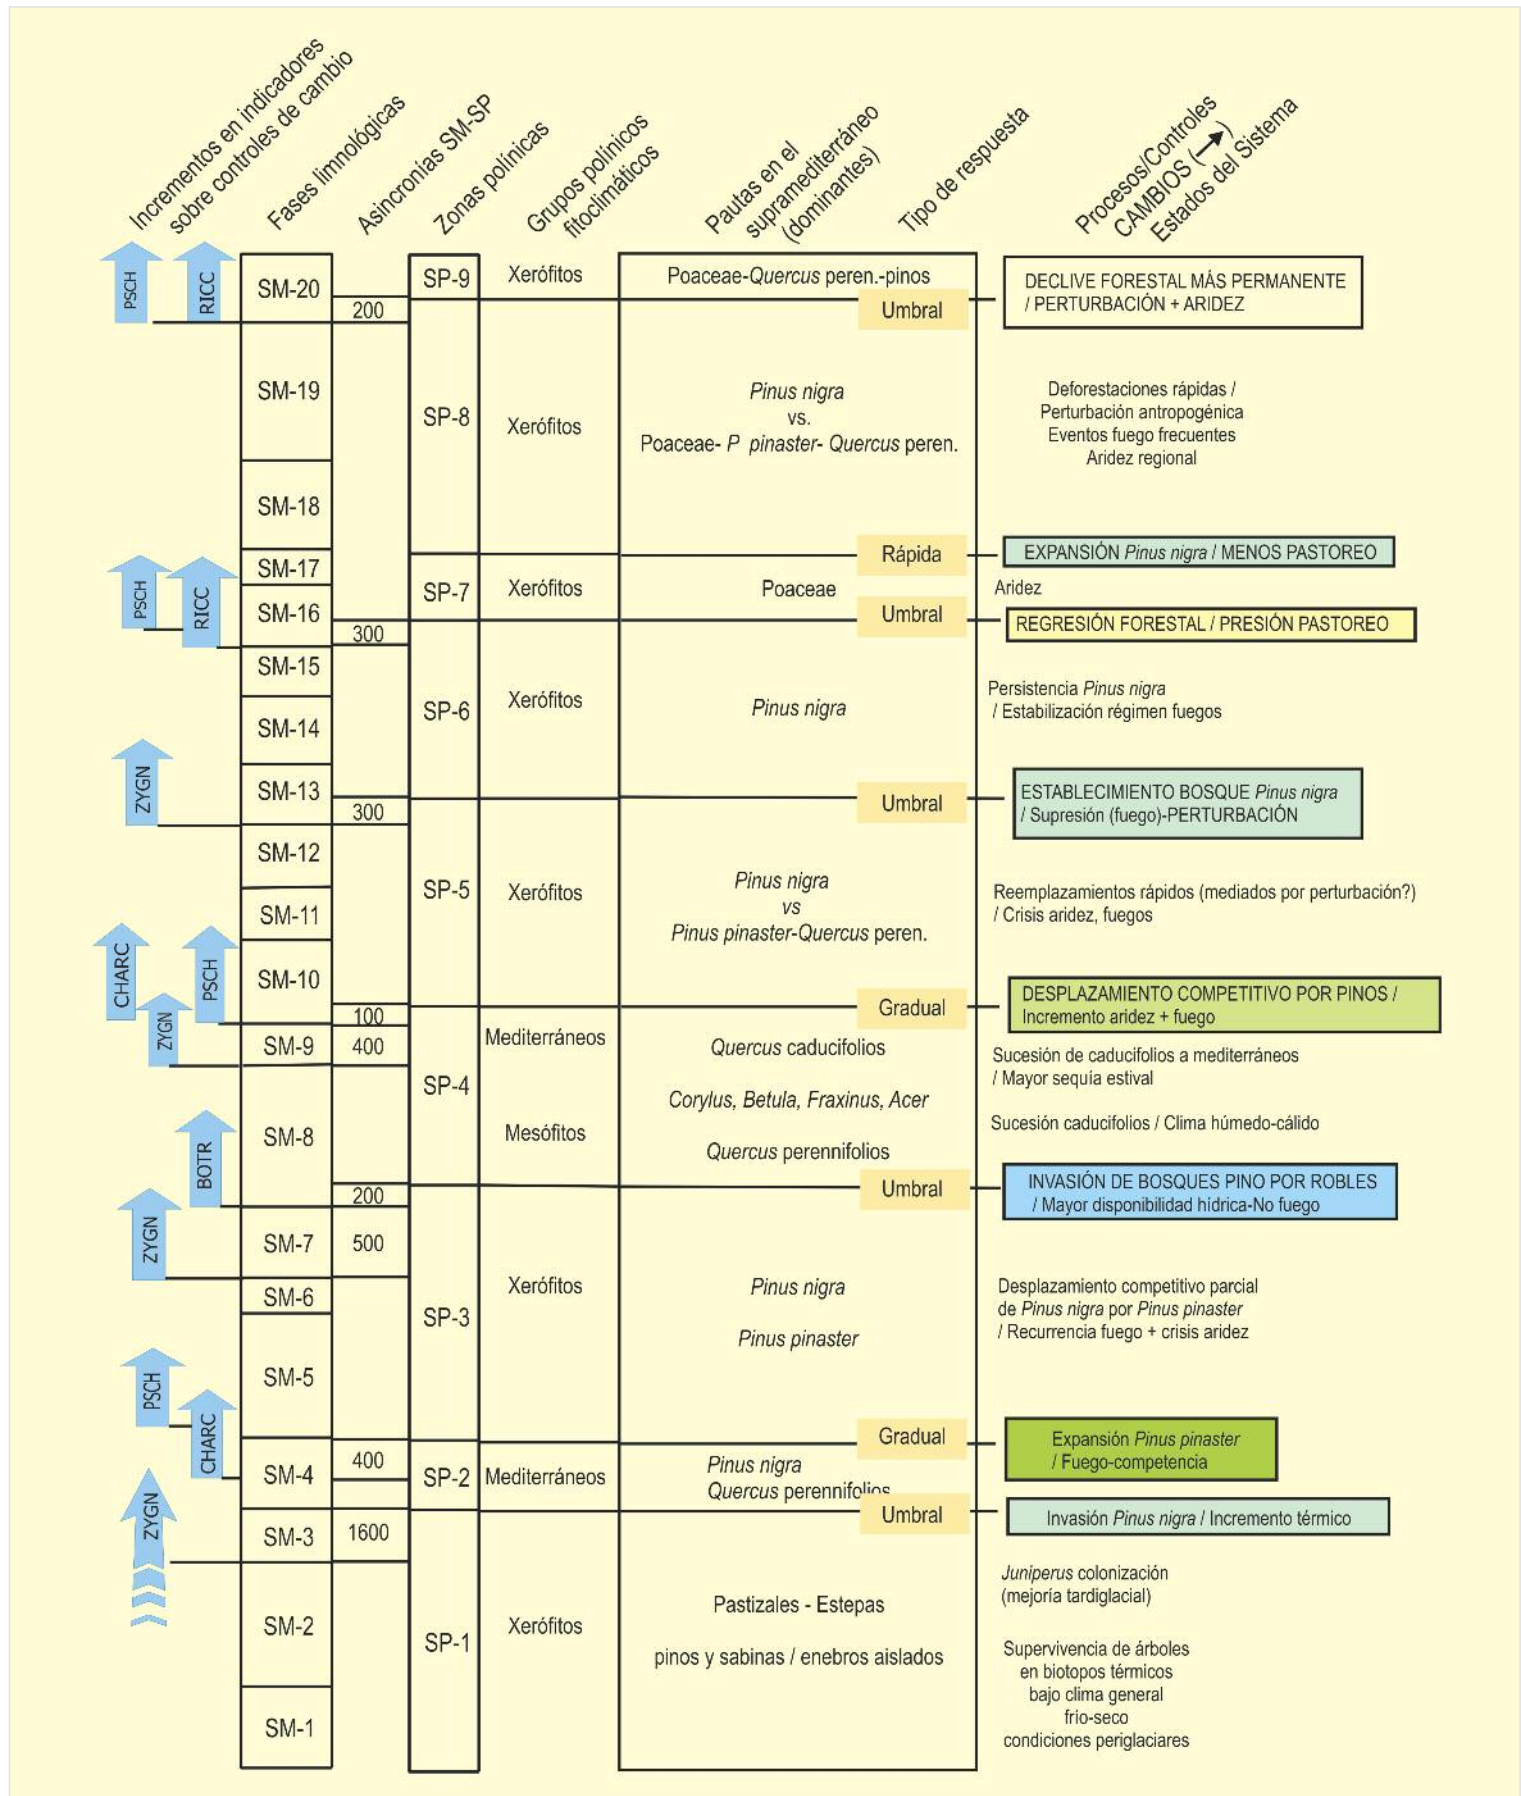 Incrementos en indicadores
sobre controles de cambio
Fases limnológicas
Asincronías SM-SP
Zonas polínicas
Grupos polínicos
fitoclimáticos
Pautas en el
supramediterráneo
(dominantes)
Tipo de respuesta
Procesos/Controles
CAMBIOS (→)
Estados del Sistema
PSCH
RICC
SM-20
200
SP-9
Xerófitos
Poaceae-Quercus peren.-pinos
Umbral
DECLIVE FORESTAL MÁS PERMANENTE
/ PERTURBACIÓN + ARIDEZ
SM-19
SP-8
Xerófitos
Pinus nigra
vs.
Poaceae- P pinaster- Quercus peren.
Deforestaciones rápidas /
Perturbación antropogénica
Eventos fuego frecuentes
Aridez regional
SM-18
Rápida
EXPANSIÓN Pinus nigra / MENOS PASTOREO
PSCH
RICC
SM-17
SP-7
Xerófitos
Poaceae
Aridez
SM-16
300
Umbral
REGRESIÓN FORESTAL / PRESIÓN PASTOREO
SM-15
SP-6
Xerófitos
Pinus nigra
Persistencia Pinus nigra
/ Estabilización régimen fuegos
SM-14
ZYGN
SM-13
300
Umbral
ESTABLECIMIENTO BOSQUE Pinus nigra
/ Supresión (fuego)-PERTURBACIÓN
SM-12
SP-5
Xerófitos
Pinus nigra
vs
Pinus pinaster-Quercus peren.
Reemplazamientos rápidos (mediados por perturbación?)
/ Crisis aridez, fuegos
SM-11
CHARC
ZYGN
PSCH
SM-10
100
Gradual
DESPLAZAMIENTO COMPETITIVO POR PINOS /
Incremento aridez + fuego
SM-9
400
SP-4
Mediterráneos
Quercus caducifolios
Sucesión de caducifolios a mediterráneos
/ Mayor sequía estival
Corylus, Betula, Fraxinus, Acer
BOTR
SM-8
Mesófitos
Quercus perennifolios
Sucesión caducifolios / Clima húmedo-cálido
200
Umbral
INVASIÓN DE BOSQUES PINO POR ROBLES
/ Mayor disponibilidad hídrica-No fuego
ZYGN
SM-7
500
SM-6
SP-3
Xerófitos
Pinus nigra
Pinus pinaster
Desplazamiento competitivo parcial
de Pinus nigra por Pinus pinaster
/ Recurrencia fuego + crisis aridez
PSCH
CHARC
SM-5
Gradual
Expansión Pinus pinaster
/ Fuego-competencia
SM-4
400
SP-2
Mediterráneos
Pinus nigra
Quercus perennifolios
Umbral
Invasión Pinus nigra / Incremento térmico
ZYGN
SM-3
1600
Juniperus colonización
(mejoría tardiglacial)
SM-2
SP-1
Xerófitos
Pastizales - Estepas
pinos y sabinas / enebros aislados
Supervivencia de árboles
en biotopos térmicos
bajo clima general
frío-seco
condiciones periglaciares
SM-1